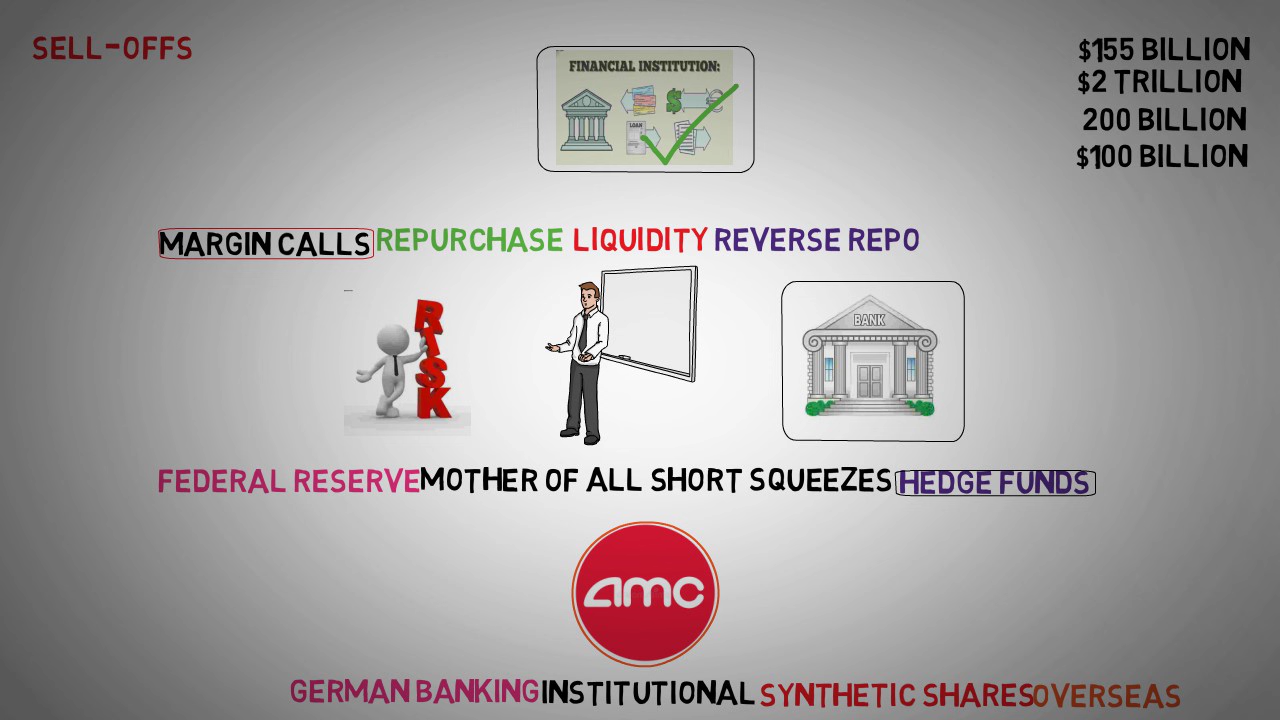 SELL-OFFS
$155 BILLION
$2 TRILLION
200 BILLION
$100 BILLION
FINANCIAL INSTITUTION:
$
LOAN
MARGIN CALLS REPURCHASE LIQUIDITY REVERSE REPO
RISK
BANK
FEDERAL RESERVE MOTHER OF ALL SHORT SQUEEZES HEDGE FUNDS
amc
GERMAN BANKING INSTITUTIONAL SYNTHETIC SHARES OVERSEAS